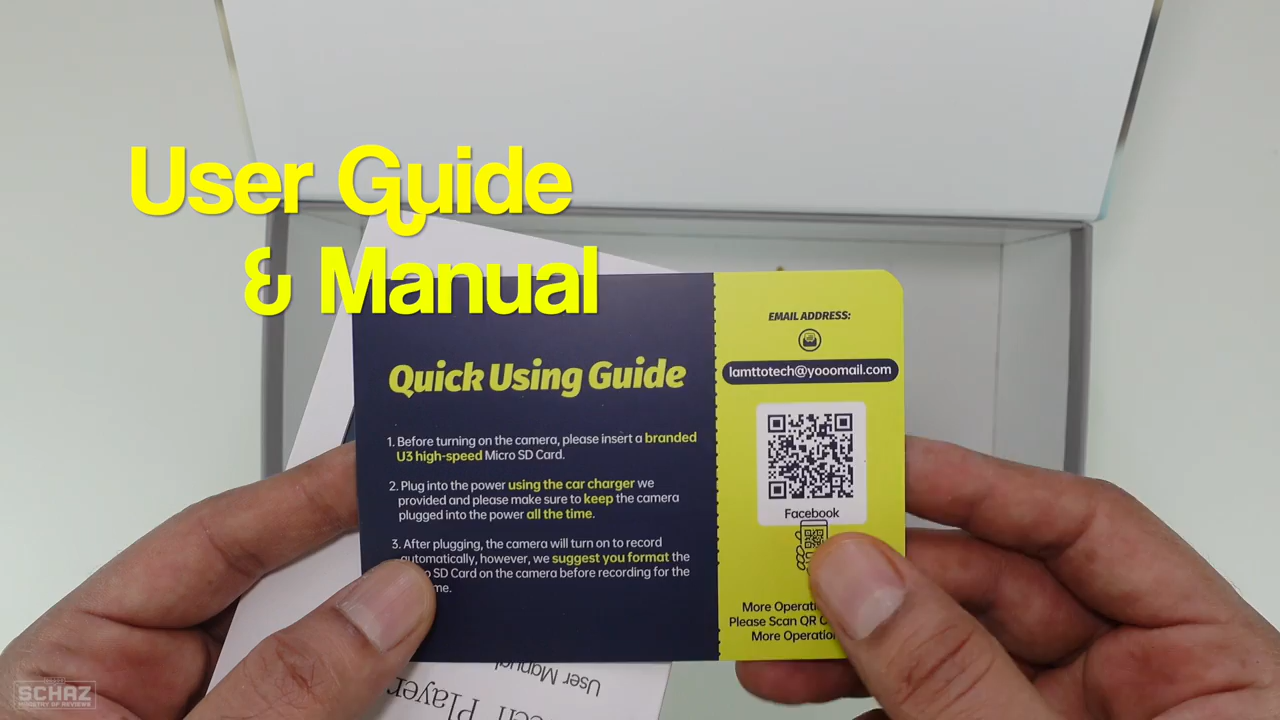 User Guide
& Manual
Quick Using Guide
1. Before turning on the camera, please insert a branded
U3 high-speed Micro SD Card.
2. Plug into the power using the car charger we
provided and please make sure to keep the camera
plugged into the power all the time.
3. After plugging, the camera will turn on to record
automatically, however, we suggest you format the
SD Card on the camera before recording for the
EMAIL ADDRESS:
lamttotech@yooomail.com
Facebook
More
Please Scan QR
More
User Manual
Player
SCHAZ
MINISTRY OF REVIEWS